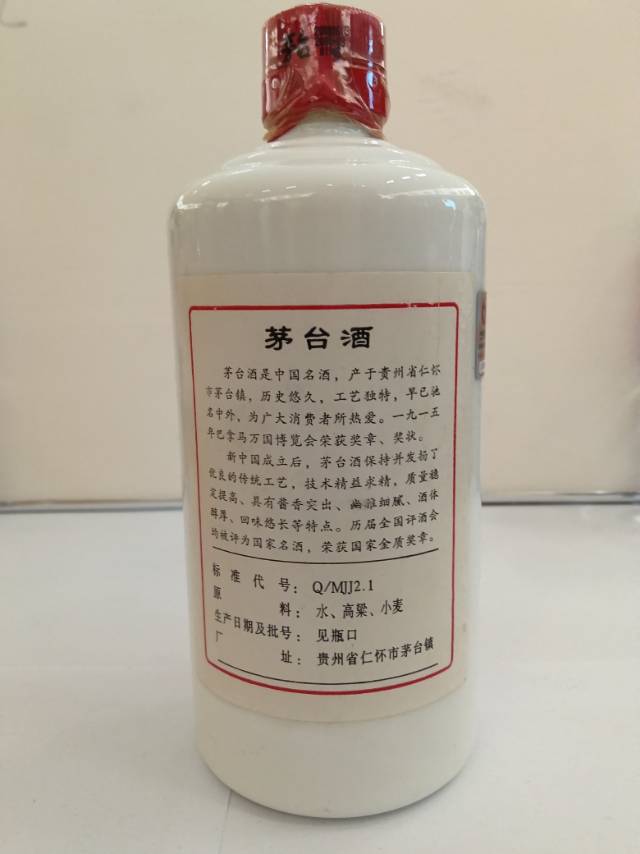 茅台
茅台酒
茅台酒是中国名酒，产于贵州省仁怀
市茅台镇，历史悠久，工艺独特，早已驰
名中外，为广大消费者所热爱。一九一五
年巴拿马万国博览会荣获奖章、奖状。
新中国成立后，茅台酒保持并发扬了
优良的传统工艺，技术精益求精，质量稳
定提高、具有酱香突出、幽雅细腻、酒体
醇厚、回味悠长等特点。历届全国评酒会
均被评为国家名酒，荣获国家金质奖章。
标准代号：Q/MJJ2.1
原料：水、高粱、小麦
生产日期及批号：见瓶口
厂址：贵州省仁怀市茅台镇